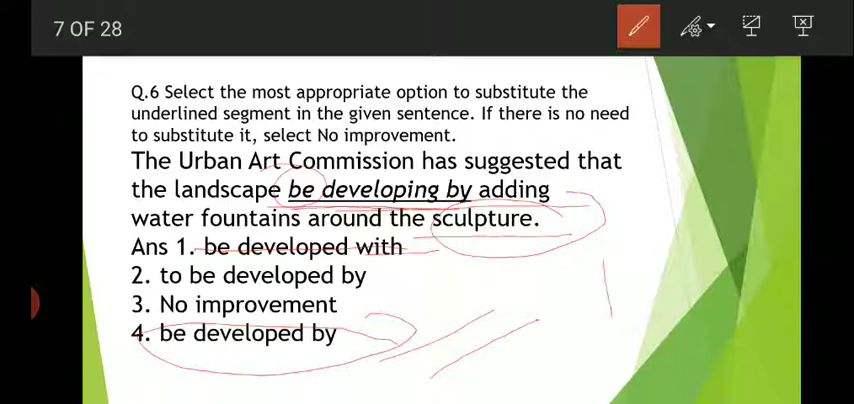 7 OF 28
Q.6 Select the most appropriate option to substitute the
underlined segment in the given sentence. If there is no need
to substitute it, select No improvement.
The Urban Art Commission has suggested that
the landscape be developing by adding
water fountains around the sculpture.
Ans 1. be developed with
2. to be developed by
3. No improvement
4. be developed by